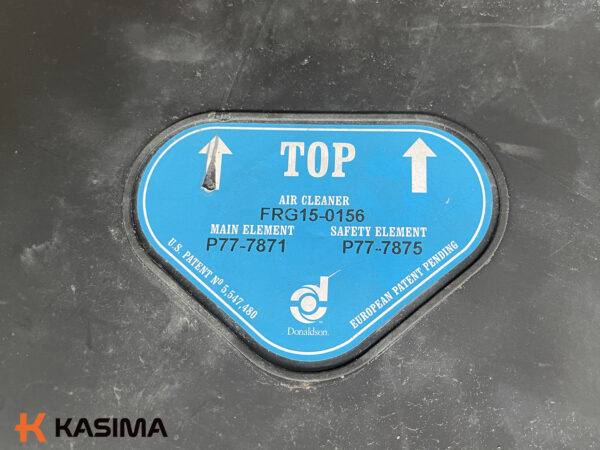 TOP
AIR CLEANER
FRG15-0156
MAIN ELEMENT SAFETY ELEMENT
P77-7871 P77-7875
U.S. PATENT Nº 5,547,480
EUROPEAN PATENT PENDING
Donaldson.
KASIMA